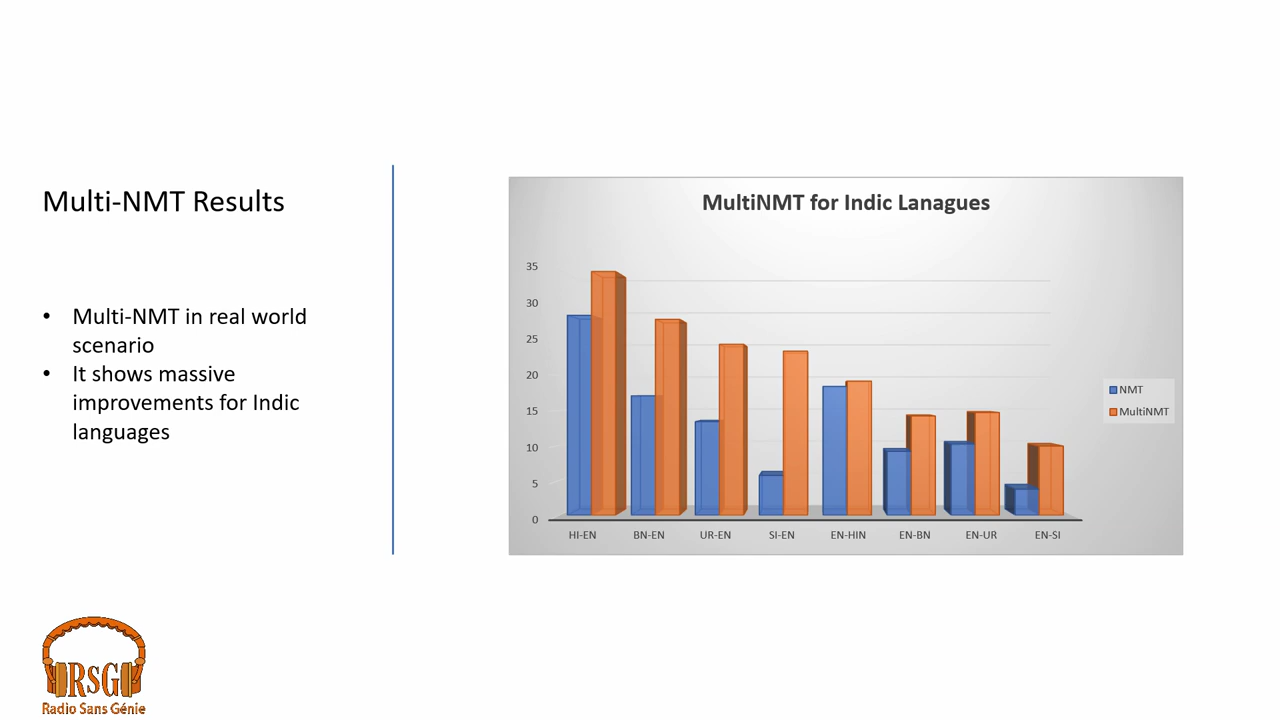 Multi-NMT Results
• Multi-NMT in real world
scenario
• It shows massive
improvements for Indic
languages
MultiNMT for Indic Lanagues
35
30
25
20
15
10
5
0
HI-EN BN-EN UR-EN SI-EN EN-HIN EN-BN EN-UR EN-SI
NMT
MultiNMT
RSG
Radio Sans Génie